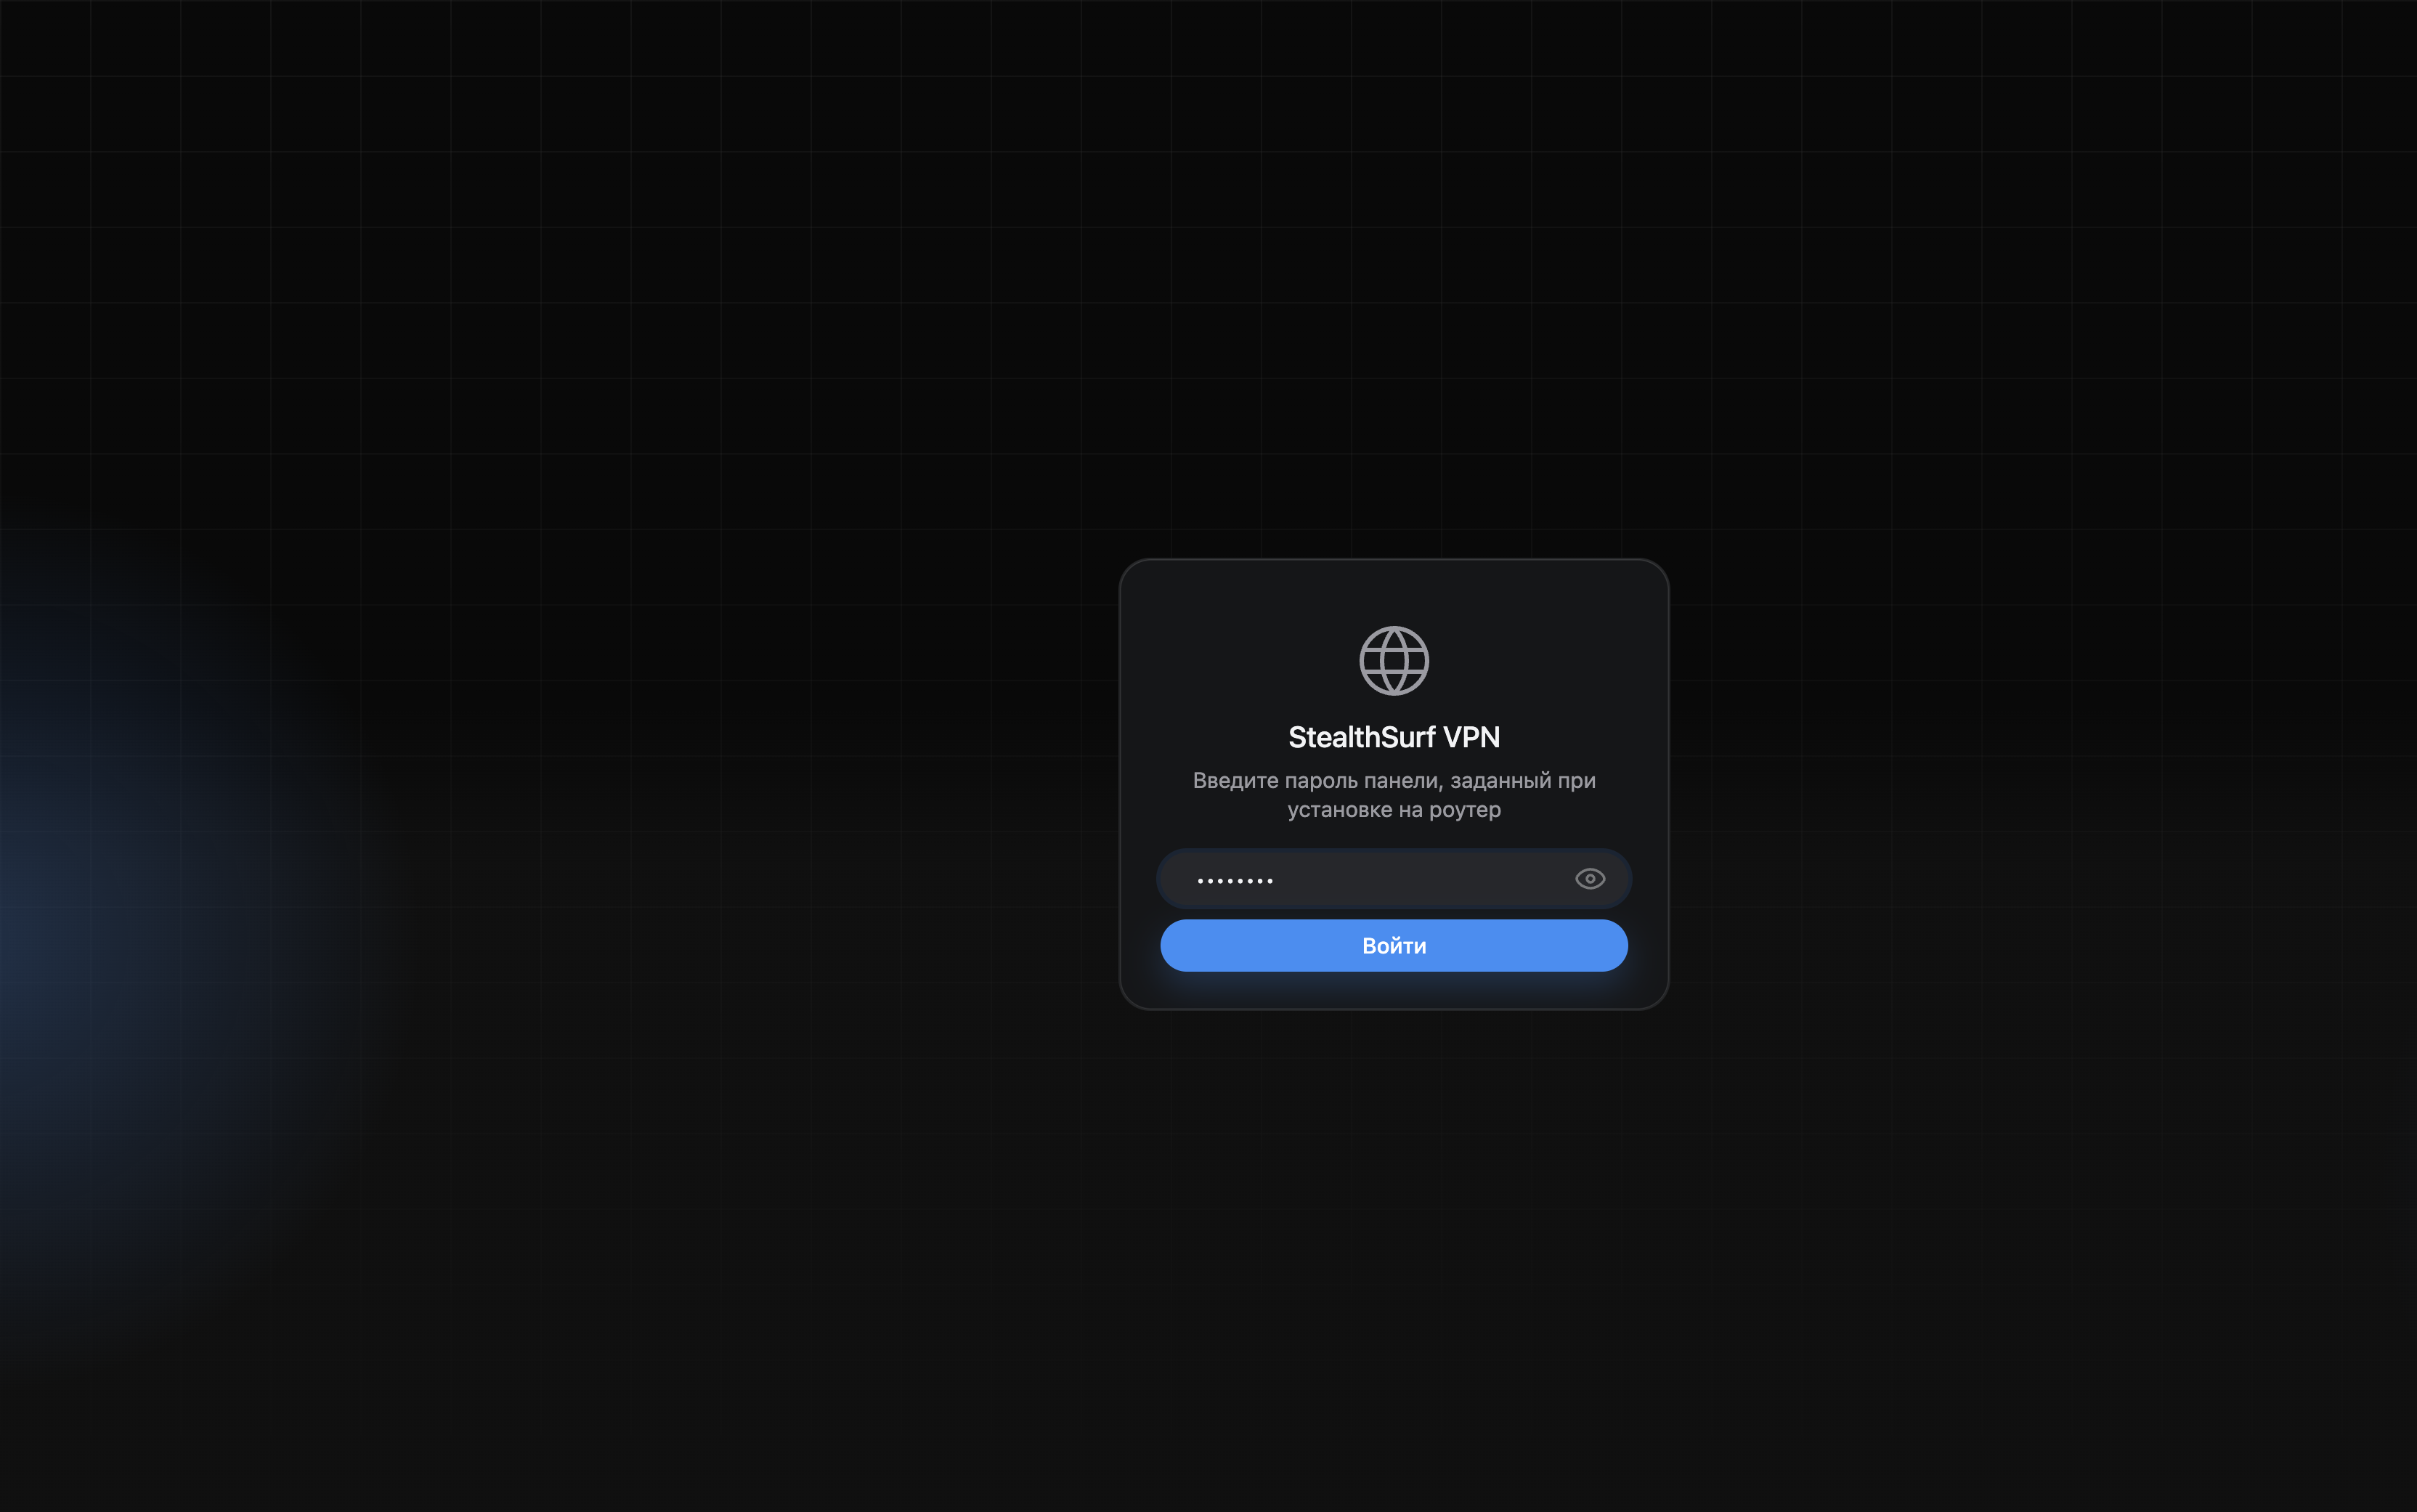 StealthSurf VPN
Введите пароль панели, заданный при
установке на роутер
••••••••
Войти